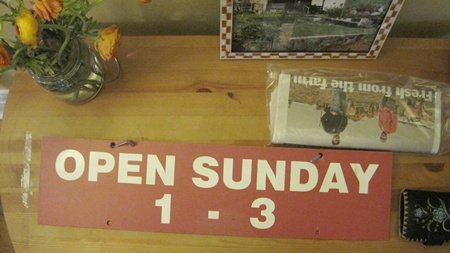 Fresh from the farm
OPEN SUNDAY
1 - 3